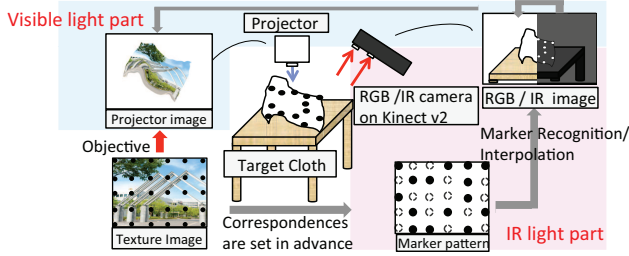 Visible light part
Projector
RGB /IR camera
on Kinect v2
RGB / IR image
Projector image
Objective
Target Cloth
Marker Recognition/
Interpolation
Texture Image
Correspondences
are set in advance
Marker pattern
IR light part